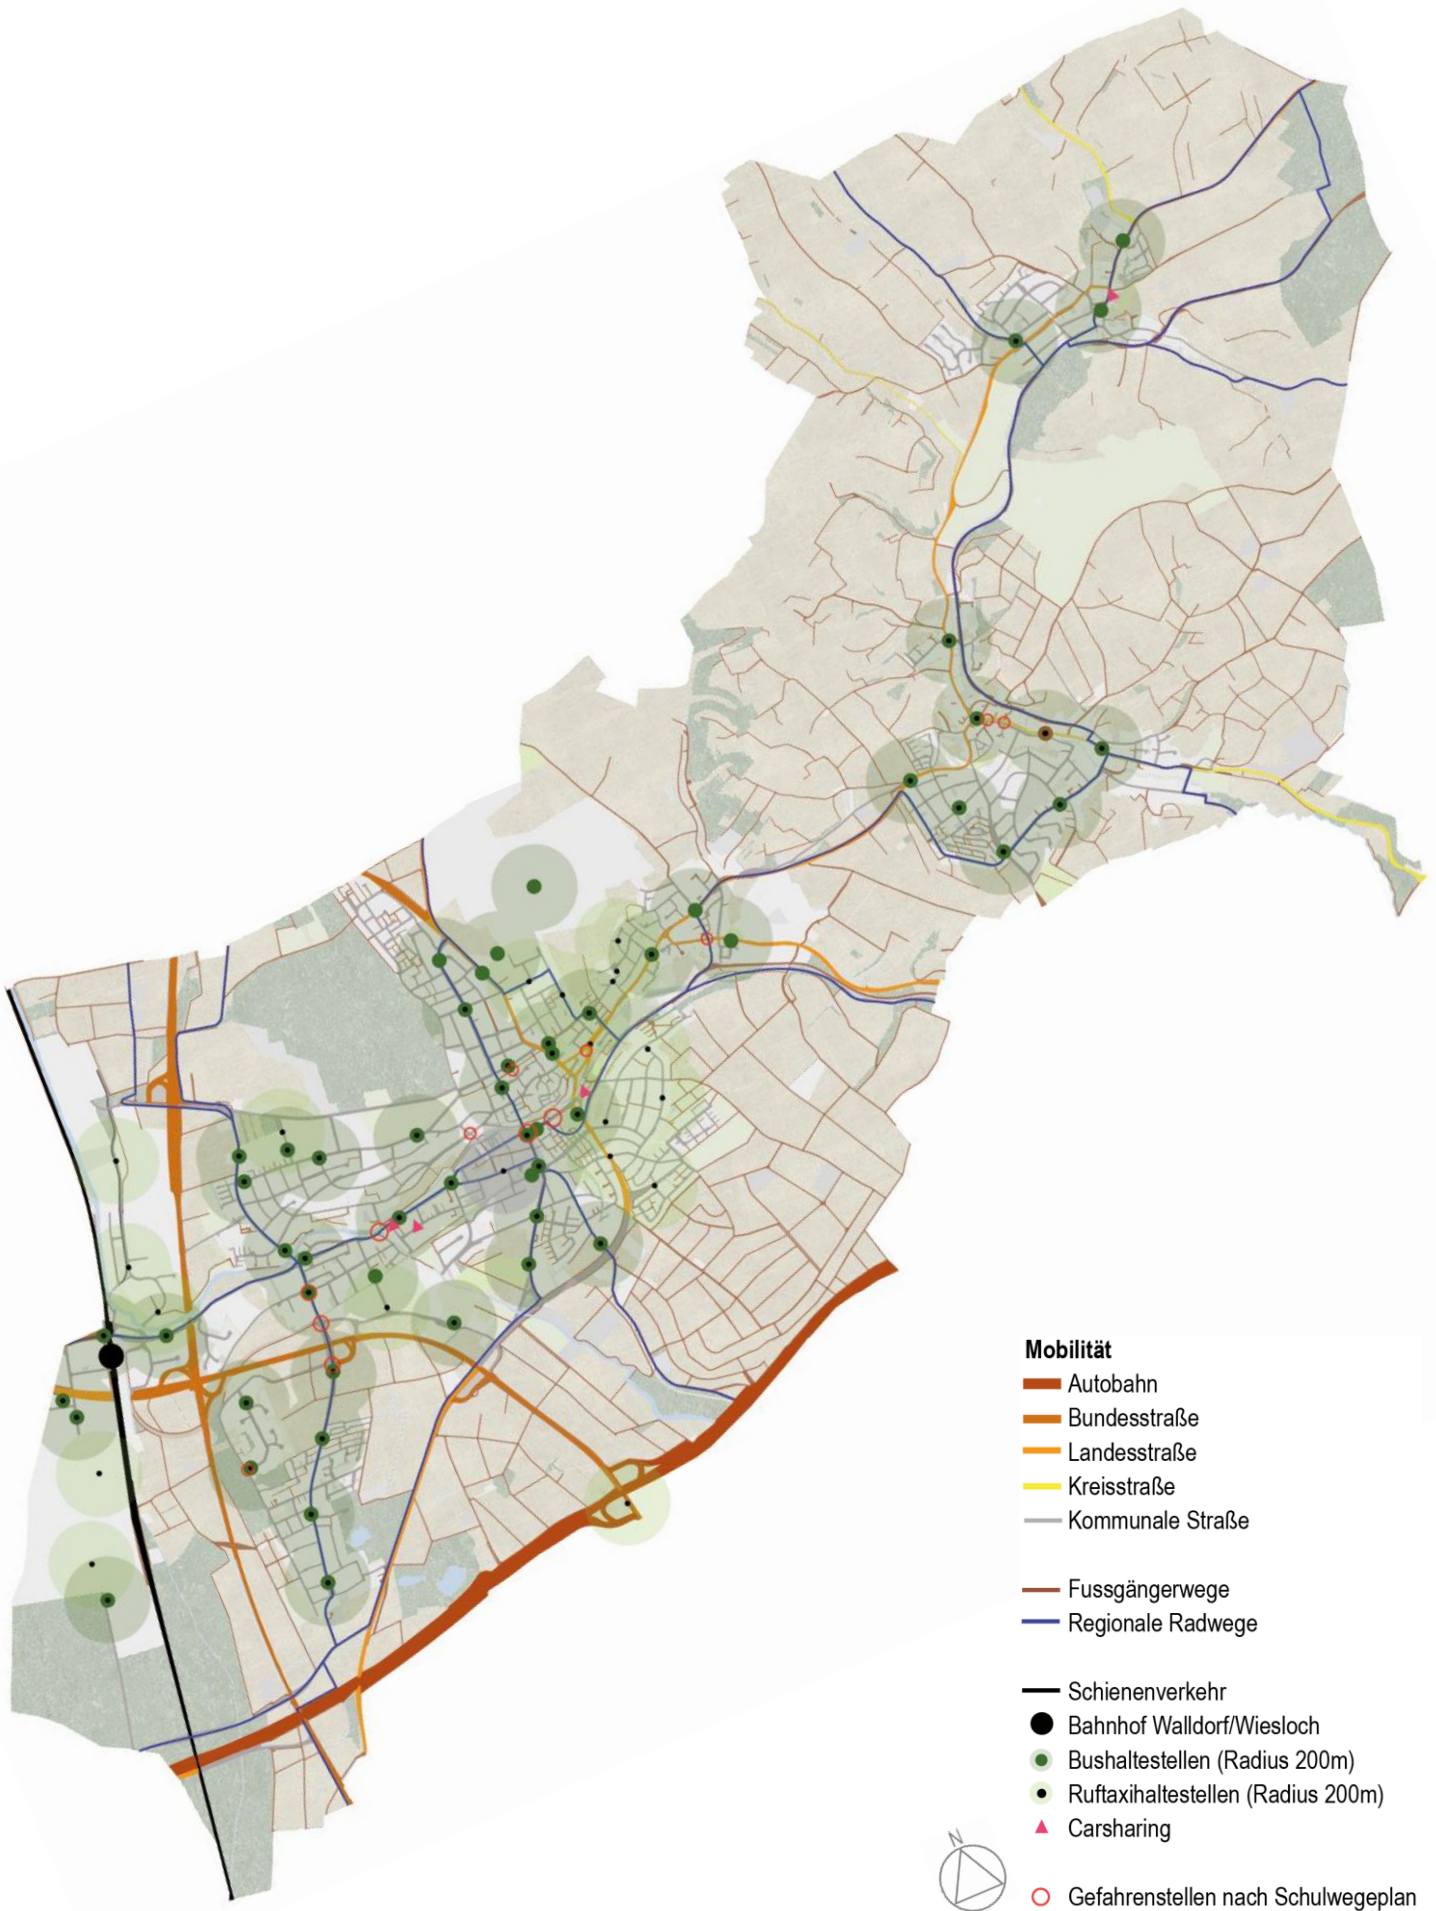 Mobilität
Autobahn
Bundesstraße
Landesstraße
Kreisstraße
Kommunale Straße
Fussgängerwege
Regionale Radwege
Schienenverkehr
Bahnhof Walldorf/Wiesloch
Bushaltestellen (Radius 200m)
Ruftaxihaltestellen (Radius 200m)
Carsharing
N
Gefahrenstellen nach Schulwegeplan